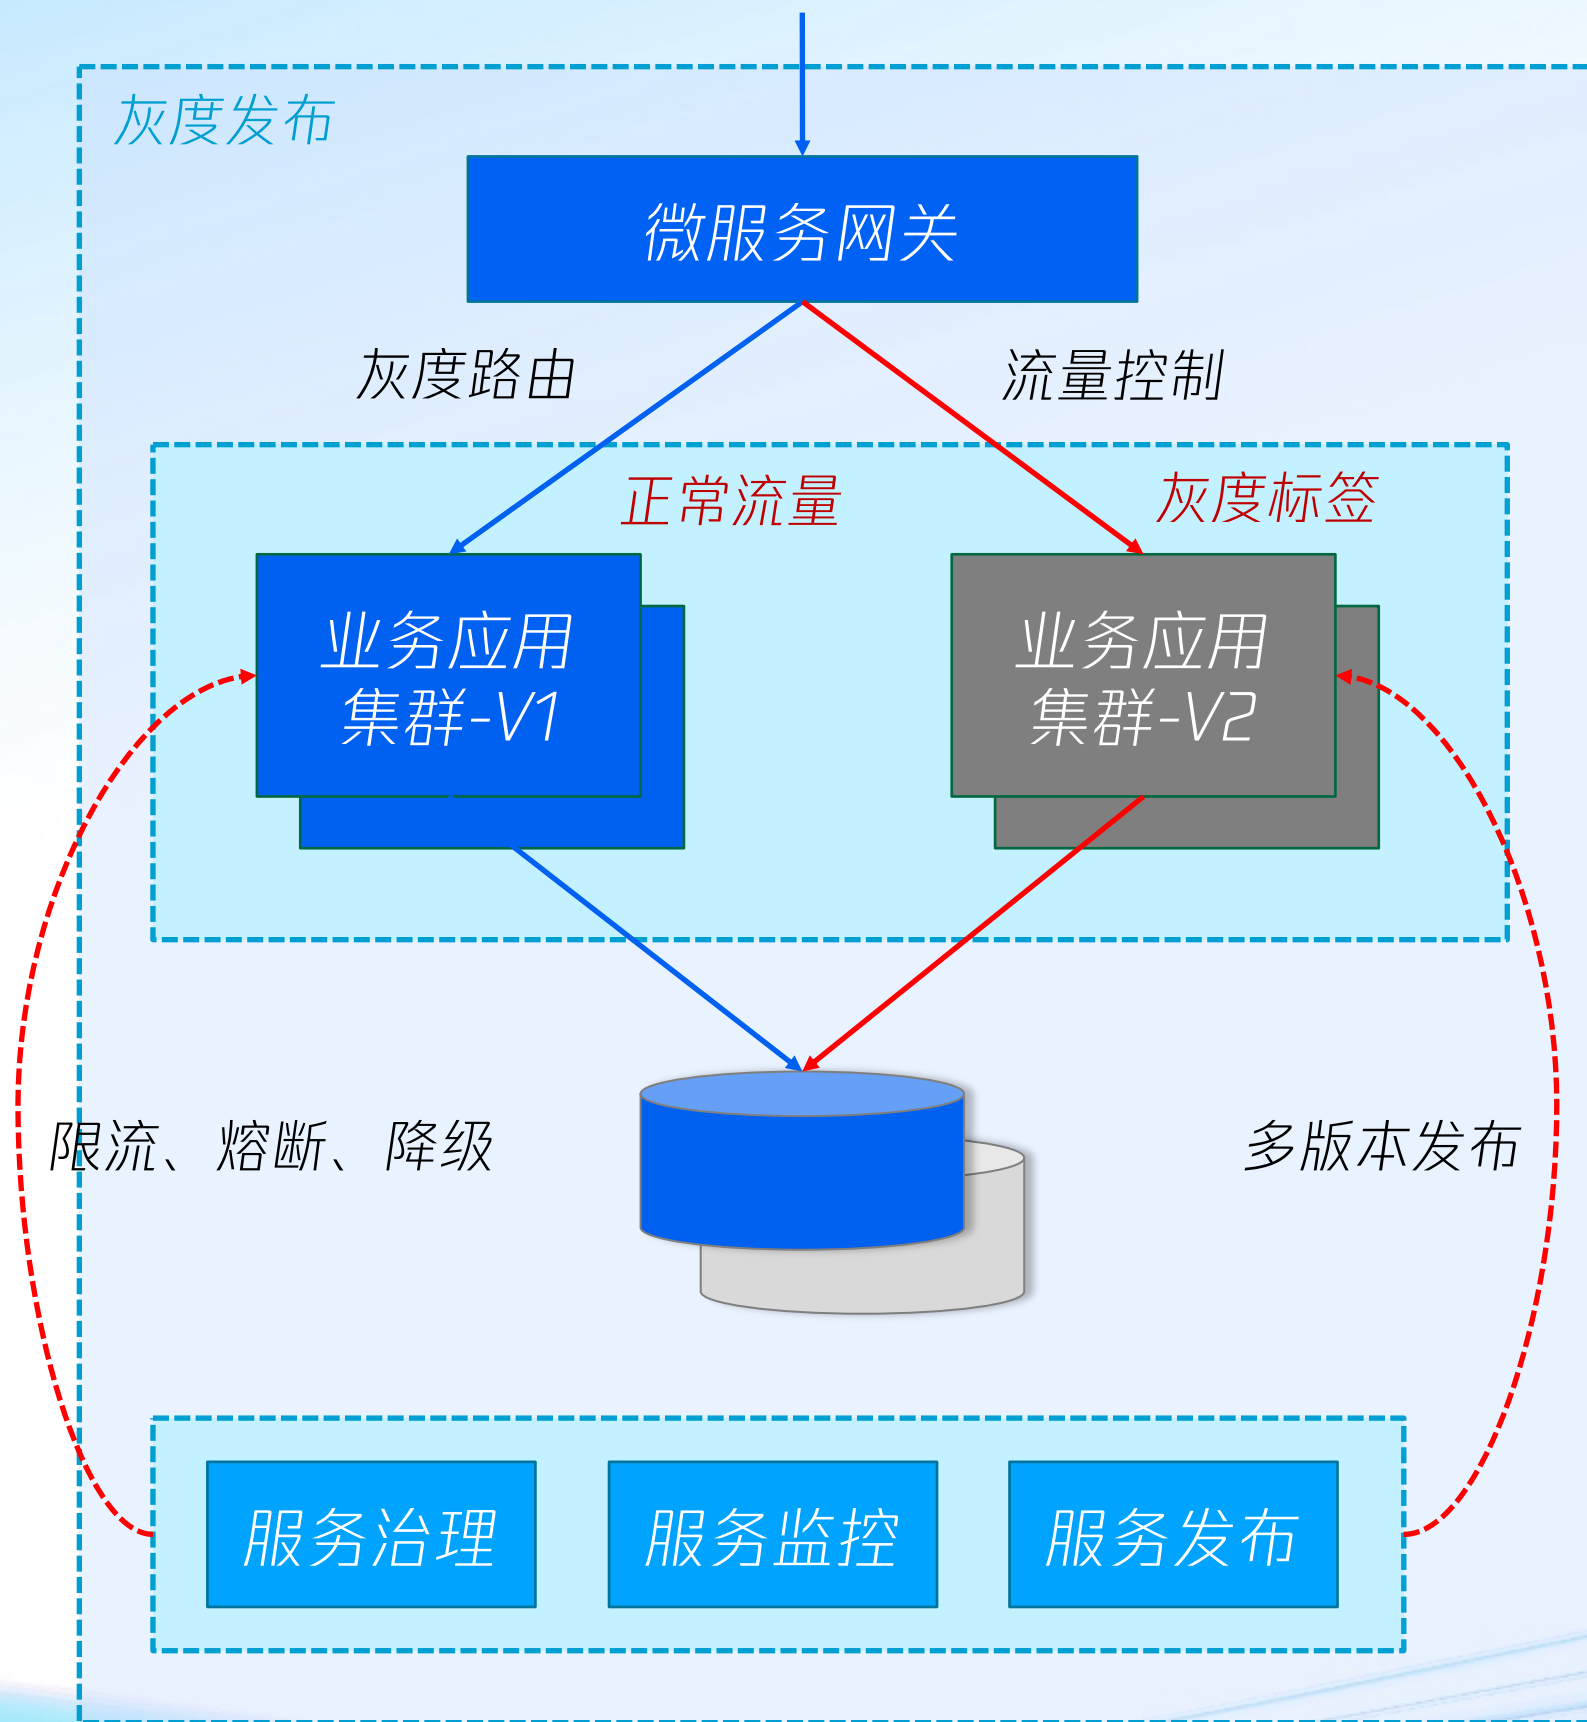 灰度发布
微服务网关
灰度路由
流量控制
正常流量
灰度标签
业务应用
集群-V1
业务应用
集群-V2
限流、熔断、降级
多版本发布
服务治理
服务监控
服务发布